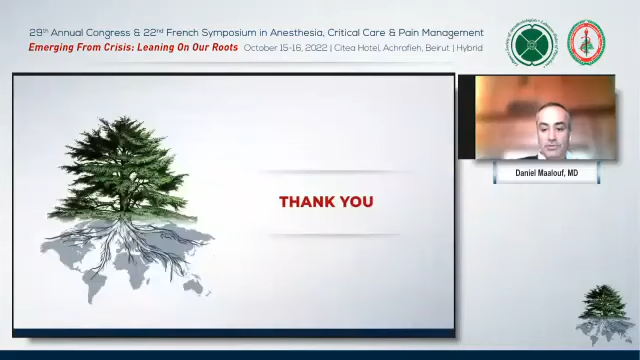 29th Annual Congress & 22nd French Symposium in Anesthesia, Critical Care & Pain Management
Emerging From Crisis: Leaning On Our Roots October 15-16, 2022 | Citea Hotel, Achrafieh, Beirut | Hybrid
THANK YOU
Daniel Maalouf, MD